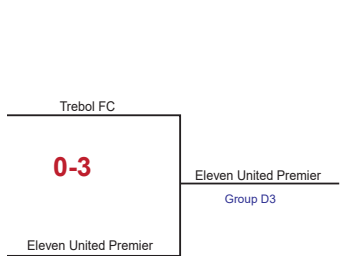 Trebol FC
0-3
Eleven United Premier
Group D3
Eleven United Premier